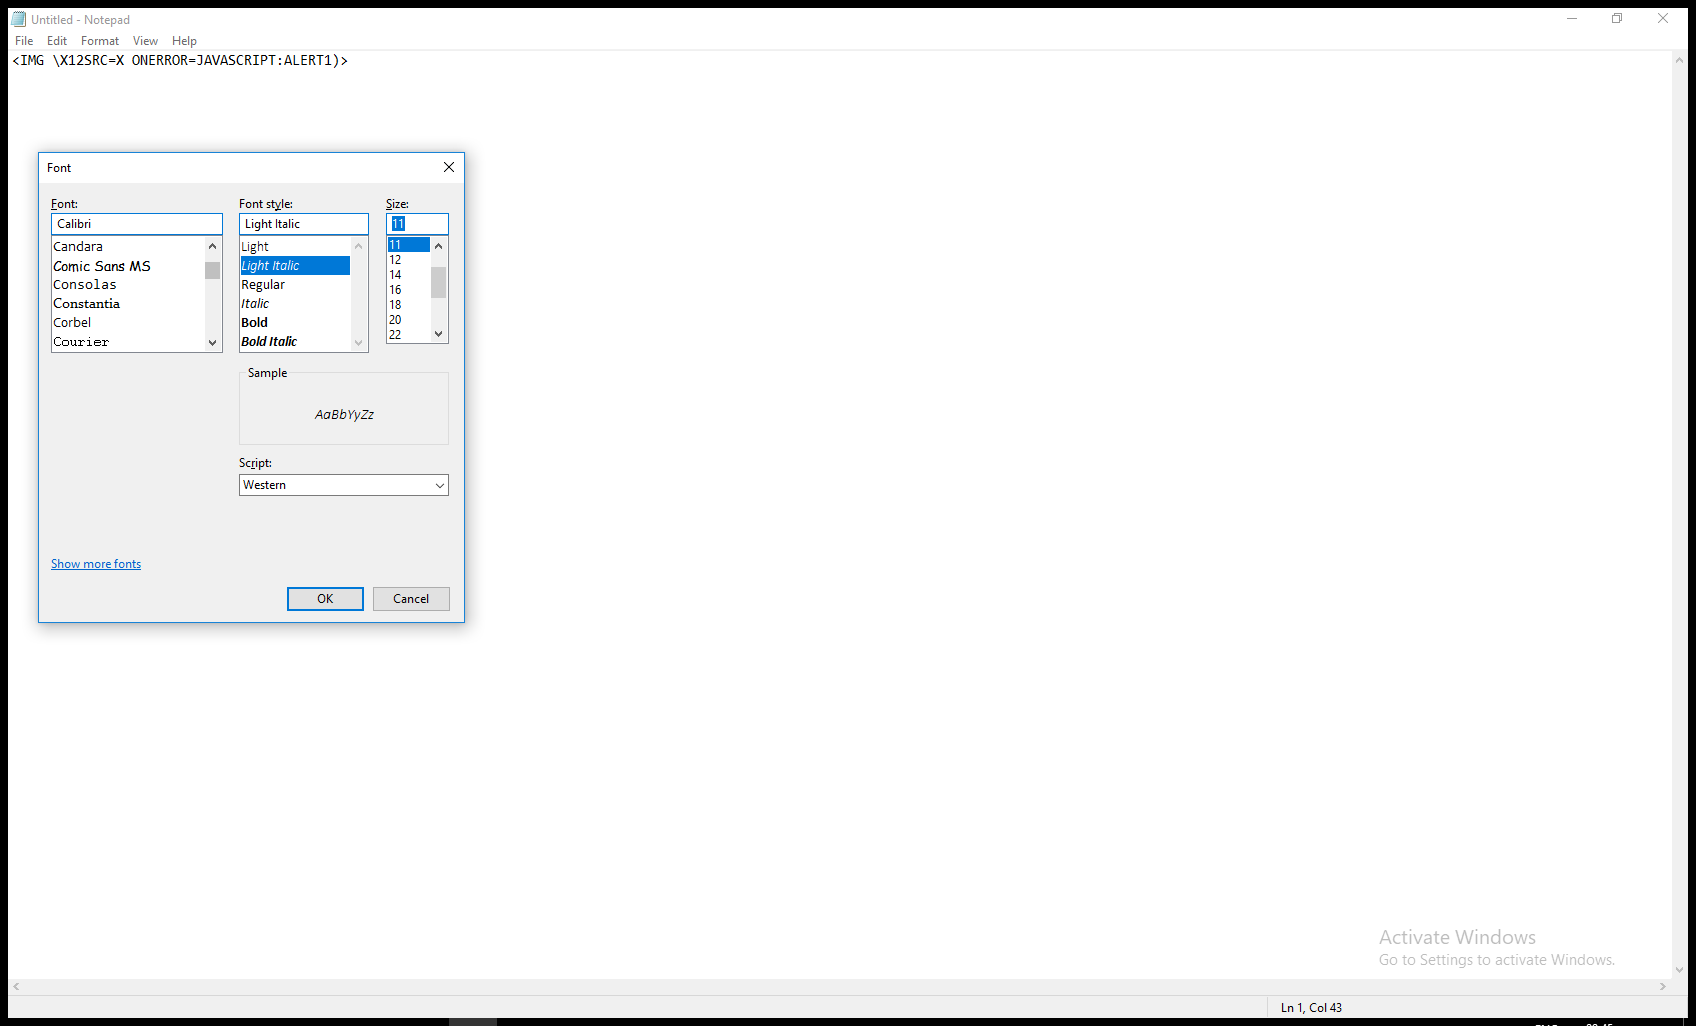 Untitled - Notepad
File Edit Format View Help
<IMG \X12SRC=X ONERROR=JAVASCRIPT:ALERT1)>
Font
Font: Font style: Size:
Calibri Light Italic 11
Candara
Comic Sans MS
Consolas
Constantia
Corbel
Courier
Light
Light Italic
Regular
Italic
Bold
Bold Italic
11
12
14
16
18
20
22
Sample
AaBbYyZz
Script:
Western
Show more fonts
OK Cancel
Activate Windows
Go to Settings to activate Windows.
Ln 1, Col 43